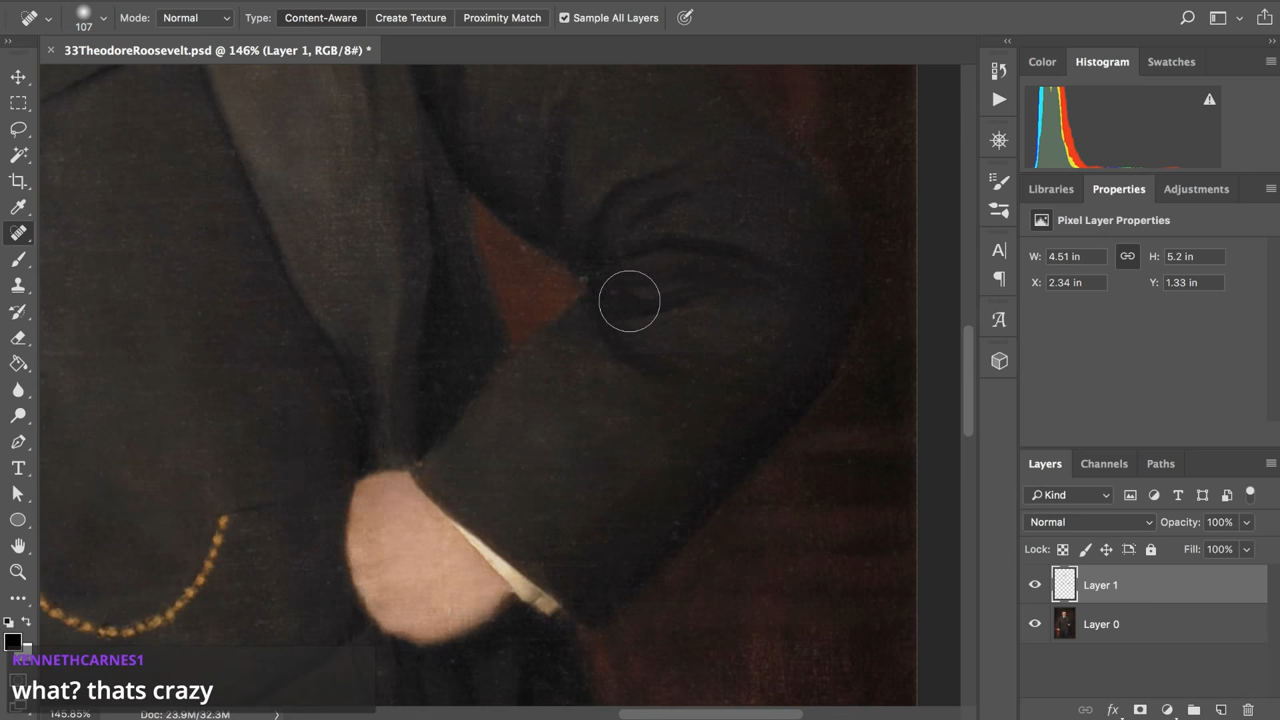 107
Mode: Normal
Type: Content-Aware Create Texture Proximity Match
Sample All Layers
33TheodoreRoosevelt.psd @ 146% (Layer 1, RGB/8#) *
Color Histogram Swatches
Libraries Properties Adjustments
Pixel Layer Properties
W: 4.51 in H: 5.2 in
X: 2.34 in Y: 1.33 in
Layers Channels Paths
Kind
Normal Opacity: 100%
Lock: Fill: 100%
Layer 1
Layer 0
KENNETHCARNES1
what? thats crazy
145.85% Doc: 23.9M/32.3M